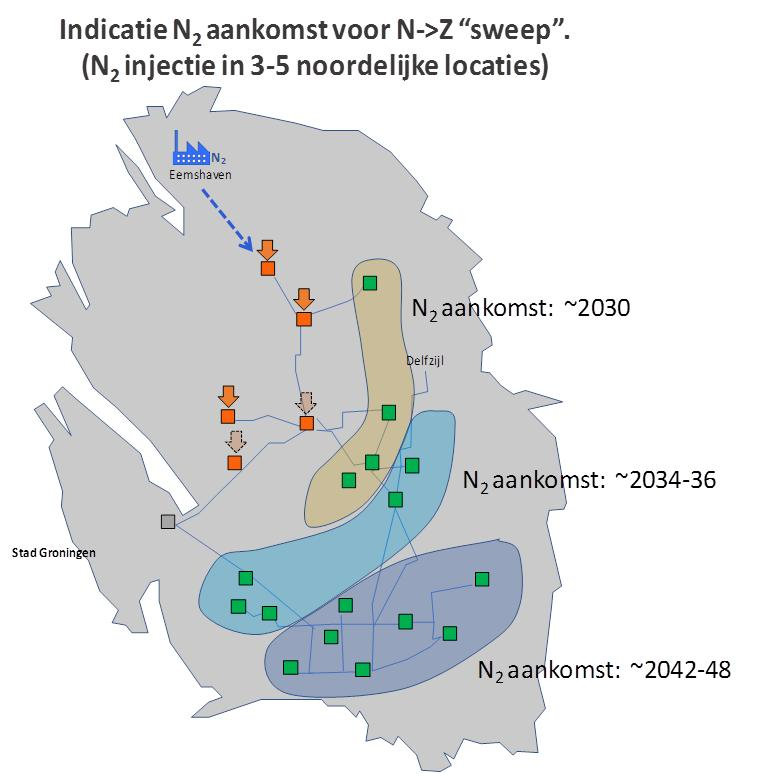 Indicatie N₂ aankomst voor N->Z “sweep”.
(N₂ injectie in 3-5 noordelijke locaties)
N₂
Eemshaven
N₂ aankomst: ~2030
Delfzijl
N₂ aankomst: ~2034-36
Stad Groningen
N₂ aankomst: ~2042-48